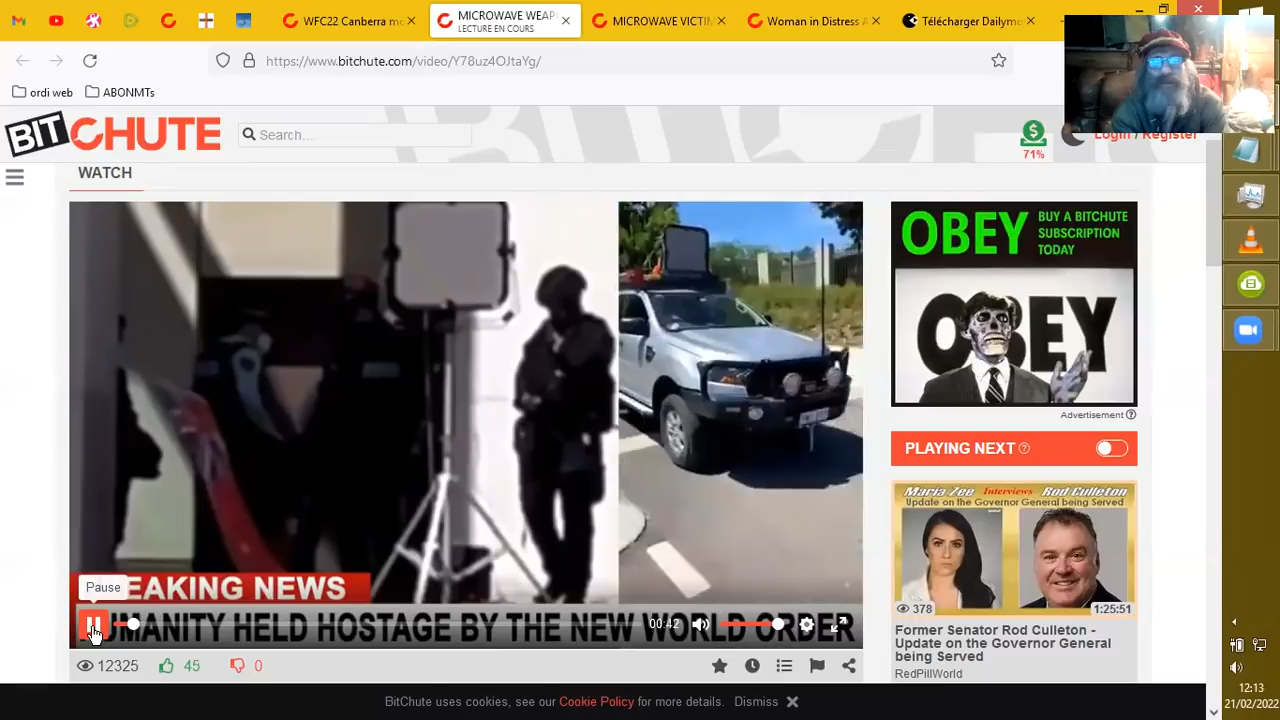 WFC22 Canberra mo
MICROWAVE WEAP
LECTURE EN COURS
MICROWAVE VICTIM
Woman in Distress A
Télécharger Dailymo
https://www.bitchute.com/video/Y78uz4OJtaYg/
ordi web
ABONMTs
BITCHUTE
Search...
71%
Login / Register
WATCH
OBEY
BUY A BITCHUTE
SUBSCRIPTION
TODAY
OBEY
Advertisement
PLAYING NEXT
Maria Zee Interviews Rod Culleton
Update on the Governor General being Served
378
1:25:51
Former Senator Rod Culleton -
Update on the Governor General
being Served
RedPillWorld
Pause
EAKING NEWS
UMANITY HELD HOSTAGE BY THE NEW WORLD ORDER
00:42
12325
45
0
BitChute uses cookies, see our Cookie Policy for more details. Dismiss
12:13
21/02/2022